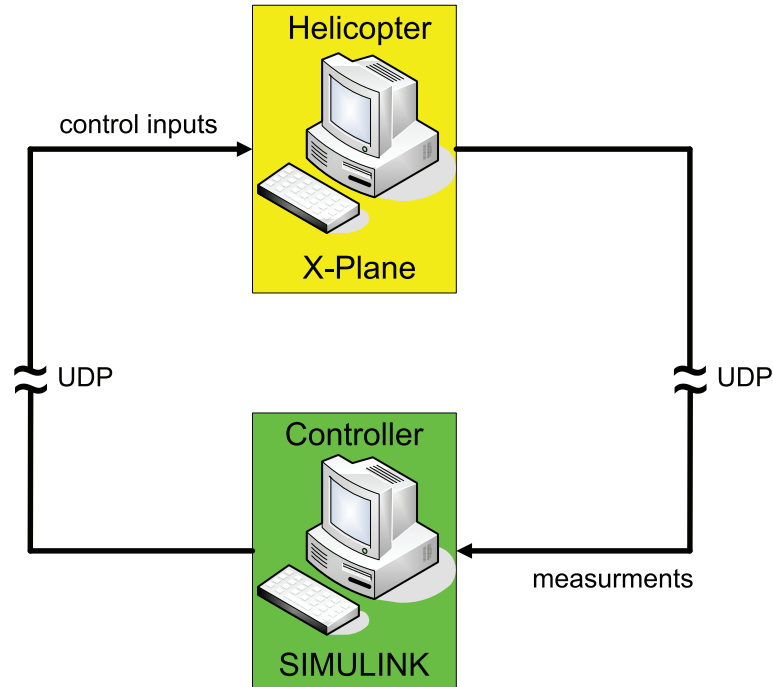 Helicopter
control inputs
X-Plane
UDP
UDP
Controller
measurments
SIMULINK